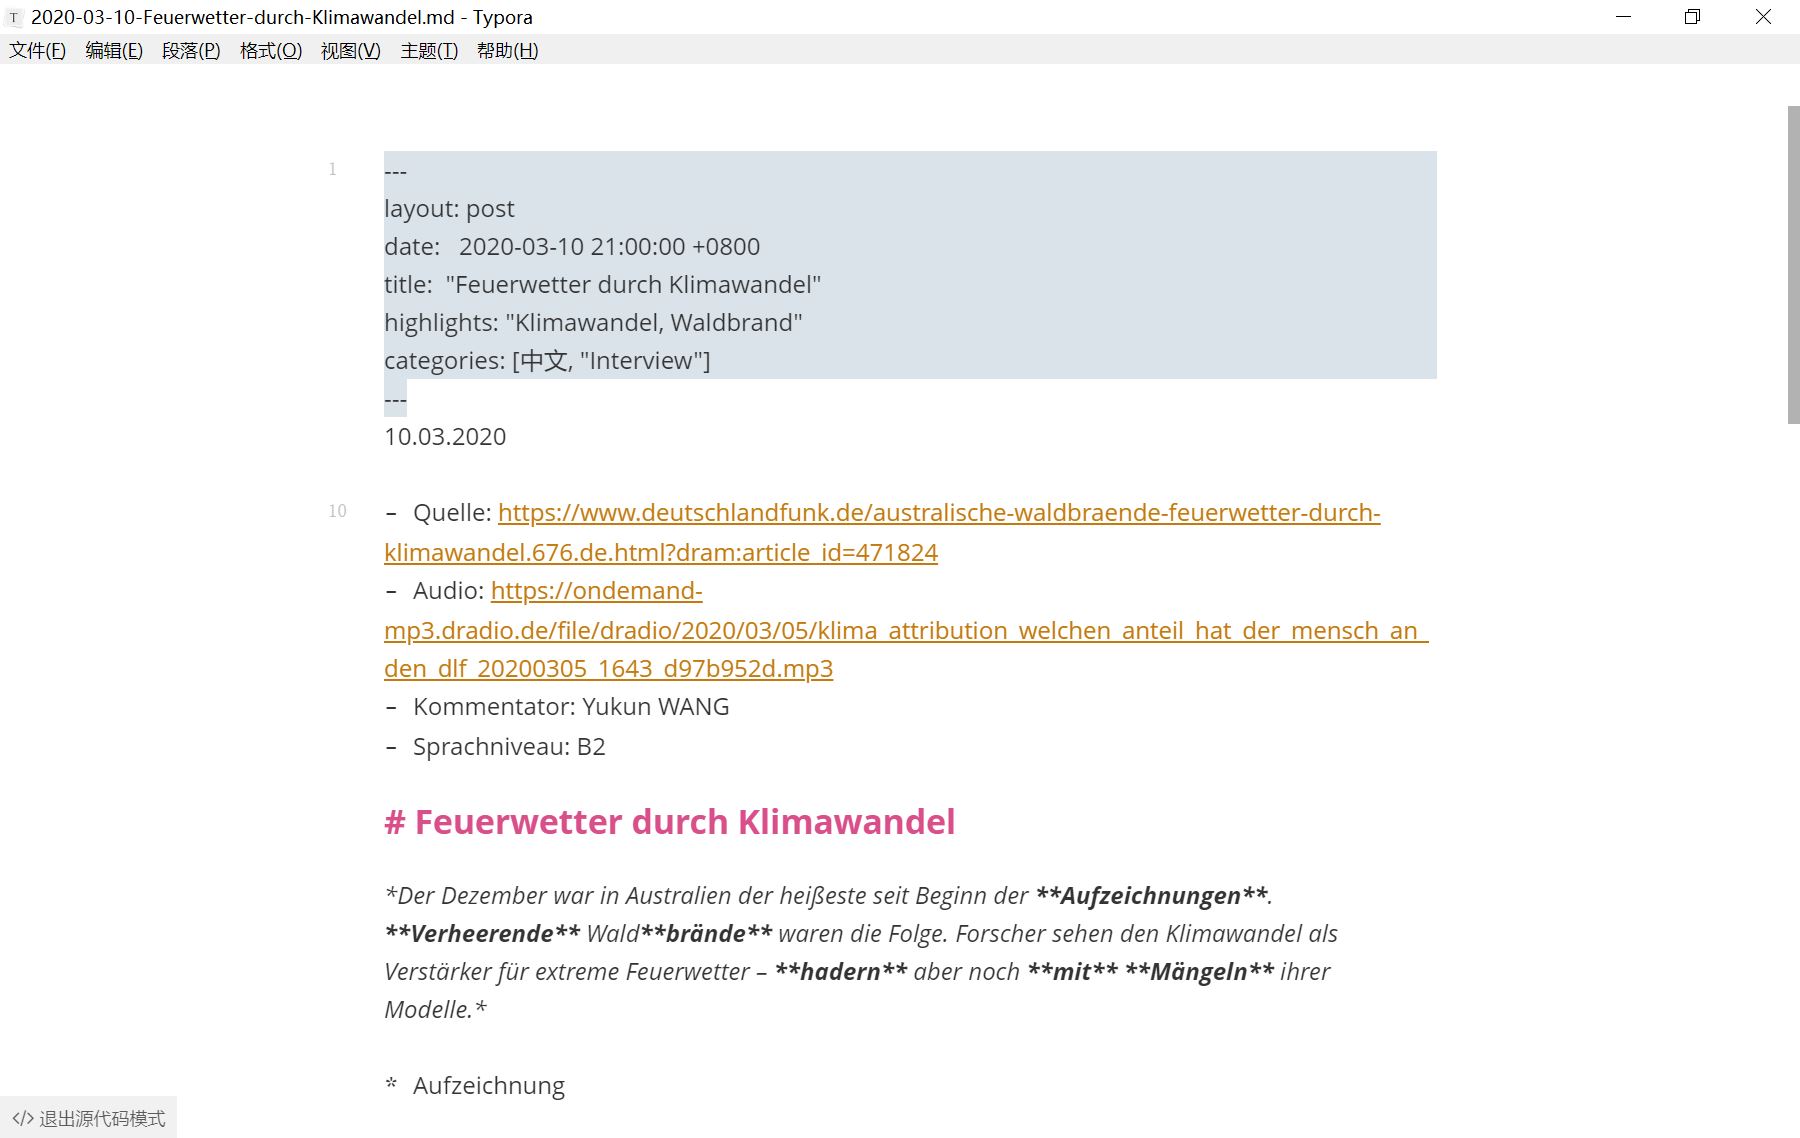 2020-03-10-Feuerwetter-durch-Klimawandel.md - Typora
文件(F) 编辑(E) 段落(P) 格式(O) 视图(V) 主题(T) 帮助(H)
1 ---
layout: post
date:   2020-03-10 21:00:00 +0800
title:  "Feuerwetter durch Klimawandel"
highlights: "Klimawandel, Waldbrand"
categories: [中文, "Interview"]
---
10.03.2020
10 - Quelle: https://www.deutschlandfunk.de/australische-waldbraende-feuerwetter-durch-
klimawandel.676.de.html?dram:article_id=471824
- Audio: https://ondemand-
mp3.dradio.de/file/dradio/2020/03/05/klima_attribution_welchen_anteil_hat_der_mensch_an_
den_dlf_20200305_1643_d97b952d.mp3
- Kommentator: Yukun WANG
- Sprachniveau: B2
# Feuerwetter durch Klimawandel
*Der Dezember war in Australien der heißeste seit Beginn der **Aufzeichnungen**.
**Verheerende** Wald**brände** waren die Folge. Forscher sehen den Klimawandel als
Verstärker für extreme Feuerwetter – **hadern** aber noch **mit** **Mängeln** ihrer
Modelle.*
* Aufzeichnung
</> 退出源代码模式